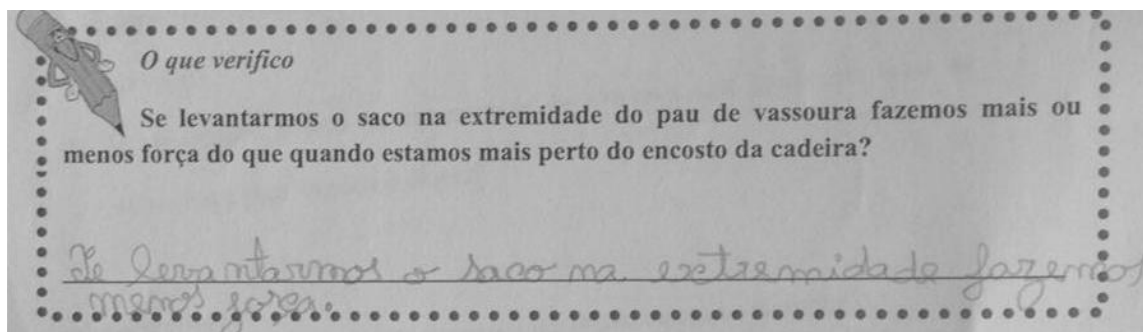 O que verifico
Se levantarmos o saco na extremidade do pau de vassoura fazemos mais ou
menos força do que quando estamos mais perto do encosto da cadeira?
Se levantarmos o saco na extremidade fazemos
menos força.